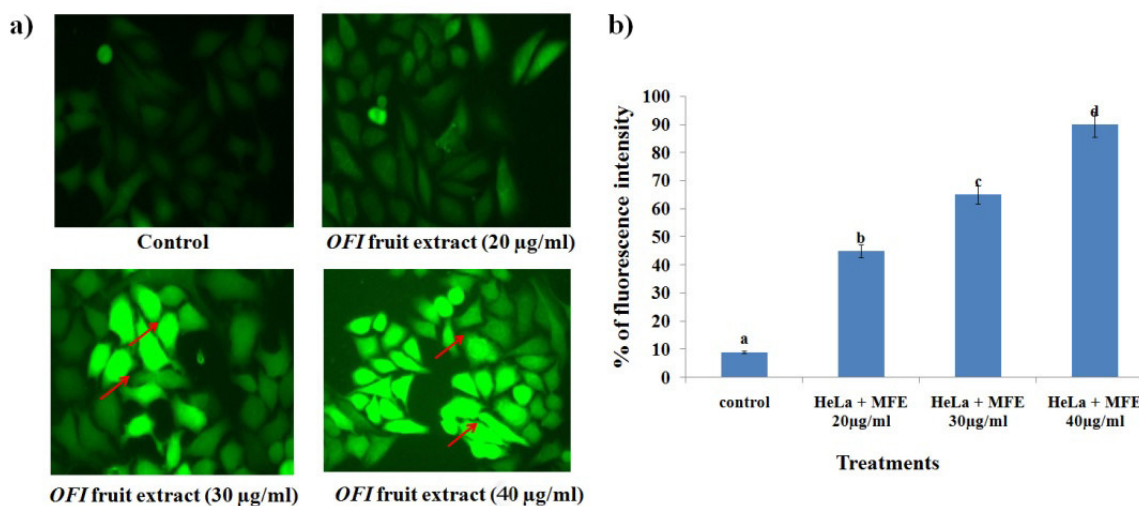 a)
Control
OFI fruit extract (20 µg/ml)
OFI fruit extract (30 µg/ml)
OFI fruit extract (40 µg/ml)
b)
% of fluorescence intensity
100
90
80
70
60
50
40
30
20
10
0
a
b
c
d
control
HeLa + MFE
20µg/ml
HeLa + MFE
30µg/ml
HeLa + MFE
40µg/ml
Treatments